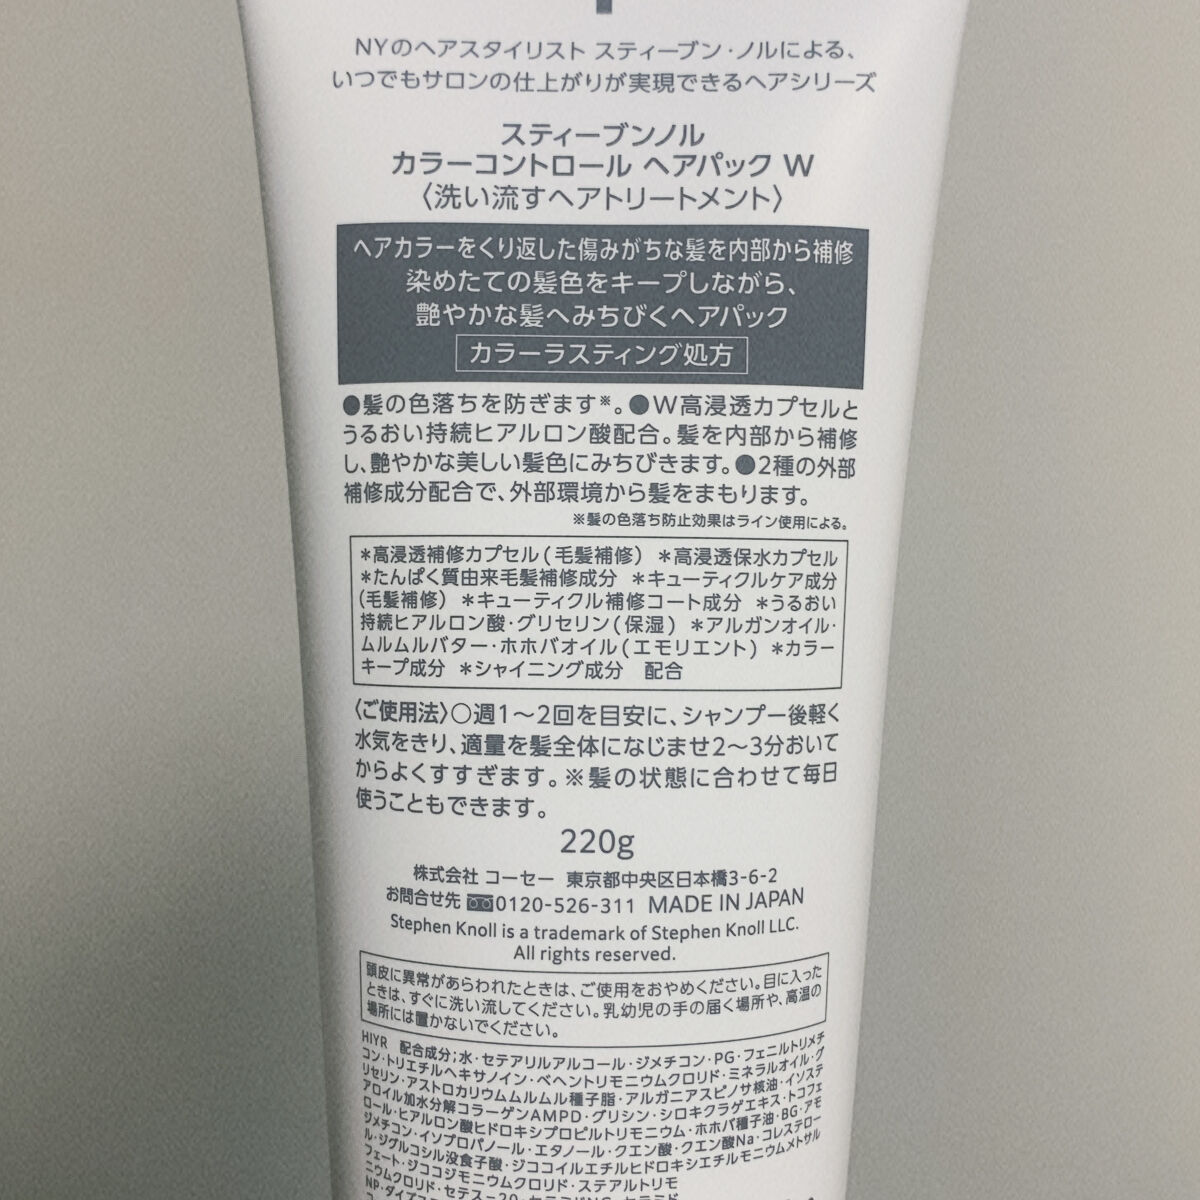 NYのヘアスタイリスト スティーブン・ノルによる、
いつでもサロンの仕上がりが実現できるヘアシリーズ
スティーブンノル
カラーコントロール ヘアパック W
〈洗い流すヘアトリートメント〉
ヘアカラーをくり返した傷みがちな髪を内部から補修
染めたての髪色をキープしながら、
艶やかな髪へみちびくヘアパック
カラーラスティング処方
●髪の色落ちを防ぎます※。●W高浸透カプセルと
うるおい持続ヒアルロン酸配合。髪を内部から補修
し、艶やかな美しい髪色にみちびきます。●2種の外部
補修成分配合で、外部環境から髪をまもります。
※髪の色落ち防止効果はライン使用による。
＊高浸透補修カプセル(毛髪補修) ＊高浸透保水カプセル
＊たんぱく質由来毛髪補修成分 ＊キューティクルケア成分
(毛髪補修) ＊キューティクル補修コート成分 ＊うるおい
持続ヒアルロン酸・グリセリン(保湿) ＊アルガンオイル・
ムルムルバター・ホホバオイル(エモリエント) ＊カラー
キープ成分 ＊シャイニング成分 配合
〈ご使用法〉○週1～2回を目安に、シャンプー後軽く
水気をきり、適量を髪全体になじませ2～3分おいて
からよくすすぎます。※髪の状態に合わせて毎日
使うこともできます。
220g
株式会社 コーセー 東京都中央区日本橋3-6-2
お問合せ先 0120-526-311 MADE IN JAPAN
Stephen Knoll is a trademark of Stephen Knoll LLC.
All rights reserved.
頭皮に異常があらわれたときは、ご使用をおやめください。目に入った
ときは、すぐに洗い流してください。乳幼児の手の届く場所や、高温の
場所には置かないでください。
HIYR 配合成分；水・セテアリルアルコール・ジメチコン・PG・フェニルトリメチ
コン・トリエチルヘキサノイン・ベヘントリモニウムクロリド・ミネラルオイル・グ
リセリン・アストロカリウムムルムル種子脂・アルガニアスピノサ核油・イソステ
アロイル加水分解コラーゲンAMPD・グリシン・シロキクラゲエキス・トコフェ
ロール・ヒアルロン酸ヒドロキシプロピルトリモニウム・ホホバ種子油・BG・アモ
ジメチコン・イソプロパノール・エタノール・クエン酸・クエン酸Na・コレステロー
ル・ジグルコシル没食子酸・ジココイルエチルヒドロキシエチルモニウムメトサル
フェート・ジココジモニウムクロリド・ステアルトリモ
ニウムクロリド・セテス-20・セラミドNG・セラミド
NP・